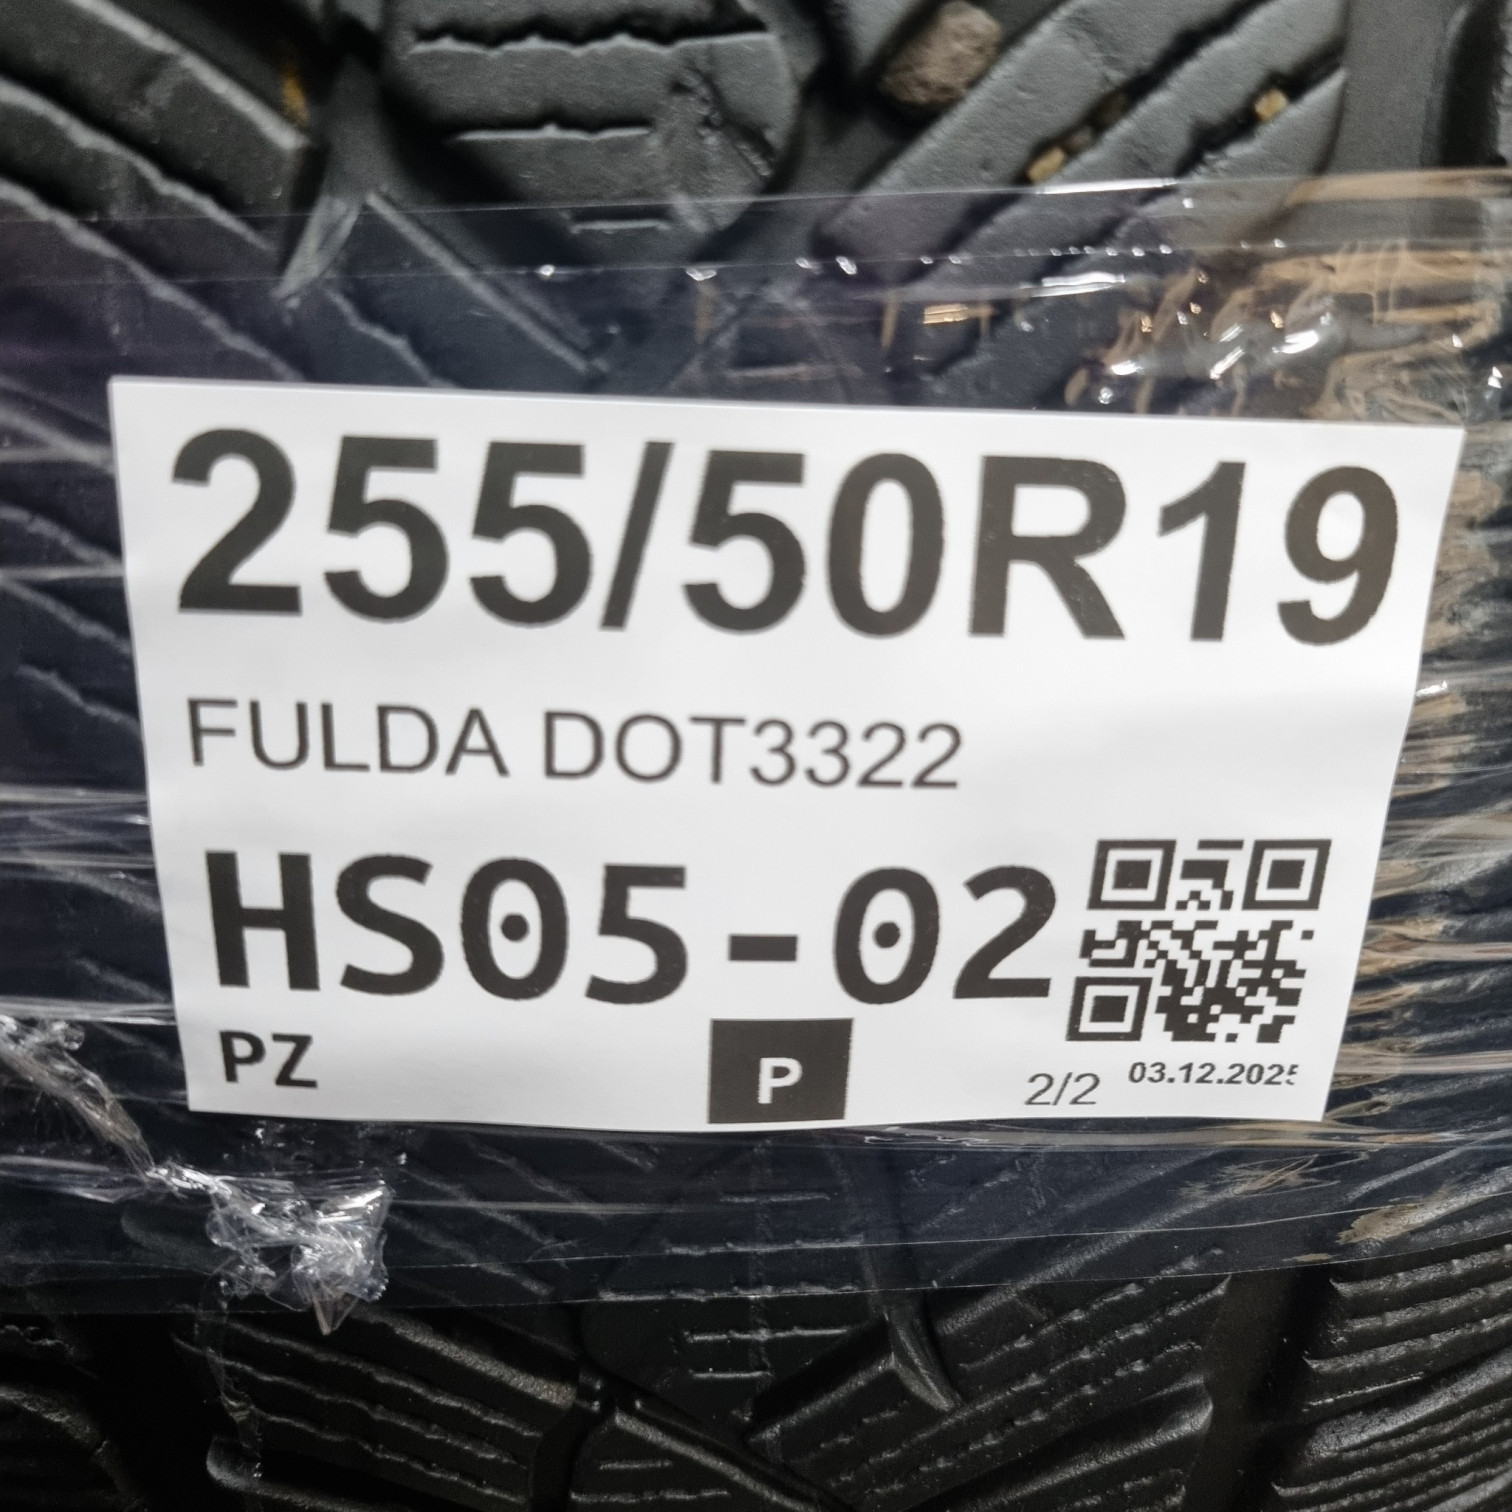 255/50R19
FULDA DOT3322
HS05-02
PZ
P
2/2
03.12.2025